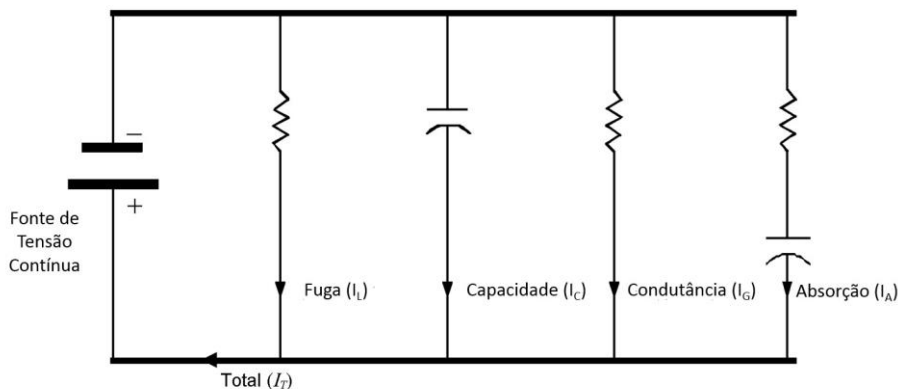 −
+
Fonte de
Tensão
Contínua
Fuga (I_L)
Capacidade (I_C)
Condutância (I_G)
Absorção (I_A)
Total (I_T)